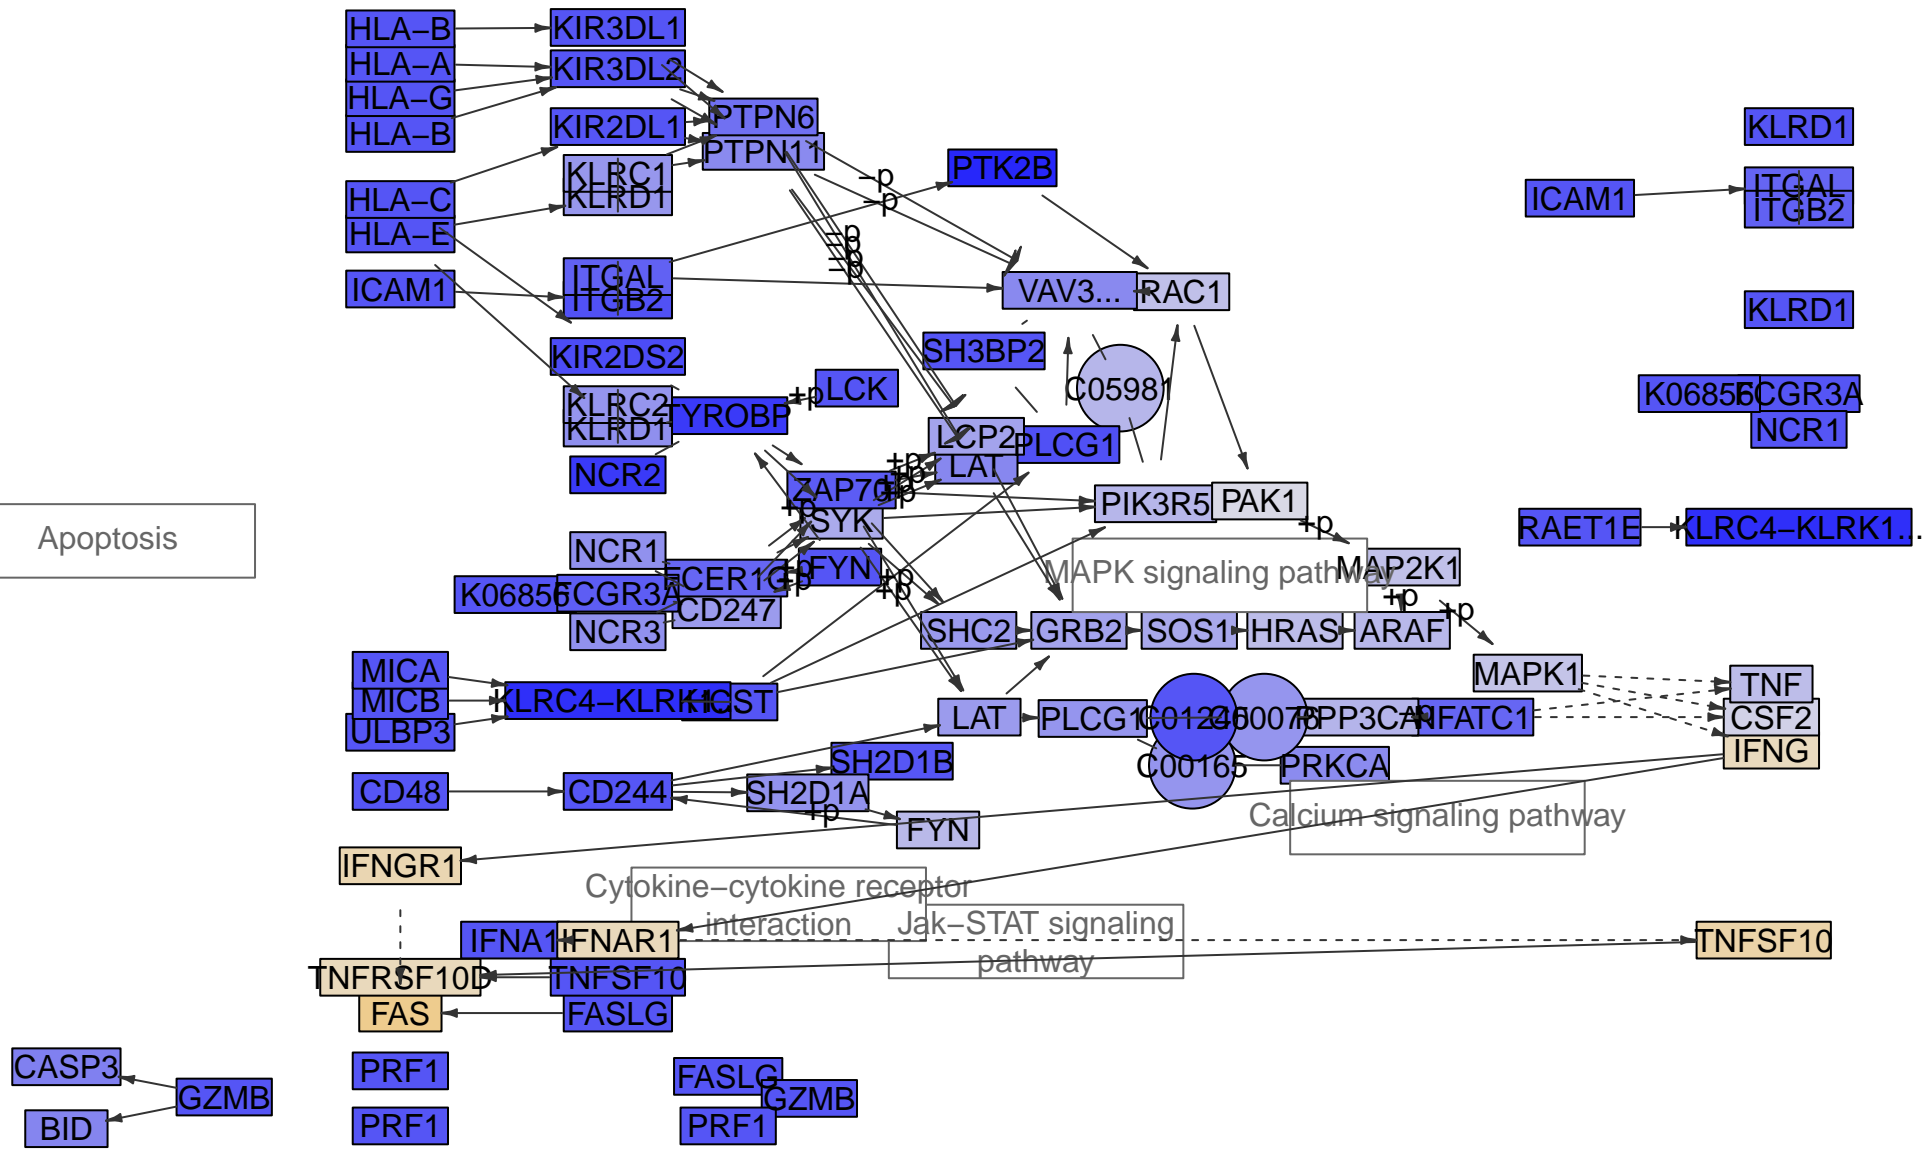 HLA−B
KIR3DL1
HLA−A
KIR3DL2
HLA−G
HLA−B
KIR2DL1
PTPN6
PTPN11
KLRC1
KLRD1
HLA−C
HLA−E
ICAM1
ITGAL
ITGB2
PTK2B
−p
−p
−p
−p
−p
−p
VAV3...
RAC1
KLRD1
ICAM1
ITGAL
ITGB2
KLRD1
KIR2DS2
KLRC2
KLRD1
TYROBP
+p
LCK
SH3BP2
C05981
LCP2
LAT
PLCG1
K06856
FCGR3A
NCR1
NCR2
ZAP70
SYK
+p
+p
+p
+p
PIK3R5
PAK1
+p
RAET1E
KLRC4−KLRK1...
Apoptosis
NCR1
FCER1G
+p
+p
FYN
+p
+p
K06856
FCGR3A
CD247
NCR3
MAPK signaling pathway
MAP2K1
+p
+p
SHC2
GRB2
SOS1
HRAS
ARAF
MICA
MICB
ULBP3
KLRC4−KLRK1...
HCST
LAT
PLCG1
C01245
C00076
C00165
PPP3CA
NFATC1
PRKCA
MAPK1
TNF
CSF2
IFNG
CD48
CD244
SH2D1B
SH2D1A
+p
FYN
Calcium signaling pathway
IFNGR1
Cytokine−cytokine receptor
interaction
Jak−STAT signaling
pathway
IFNA1
IFNAR1
TNFSF10
TNFRSF10D
TNFSF10
FAS
FASLG
CASP3
GZMB
BID
PRF1
PRF1
FASLG
GZMB
PRF1